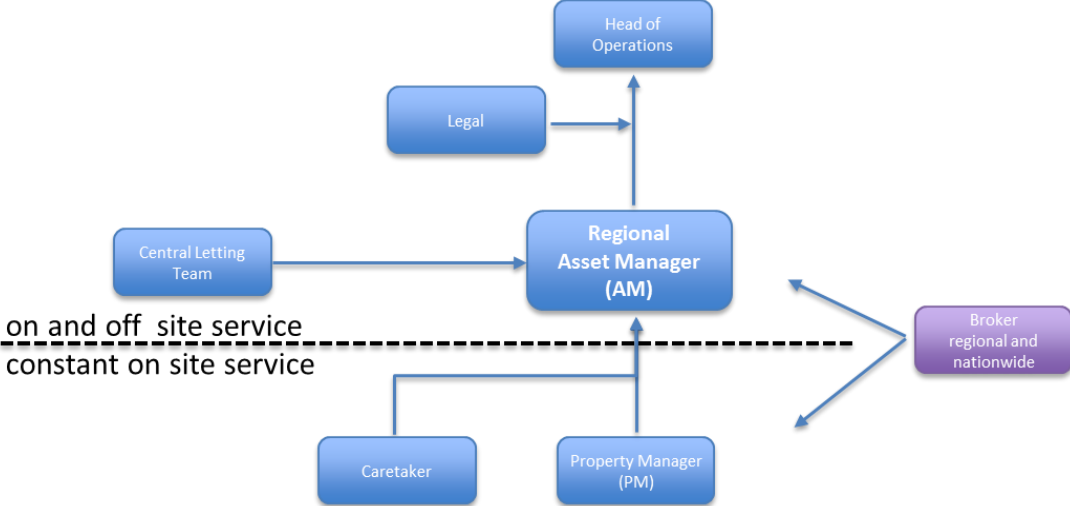 Head of
Operations
Legal
Regional
Asset Manager
(AM)
Central Letting
Team
on and off  site service
constant on site service
Broker
regional and
nationwide
Caretaker
Property Manager
(PM)